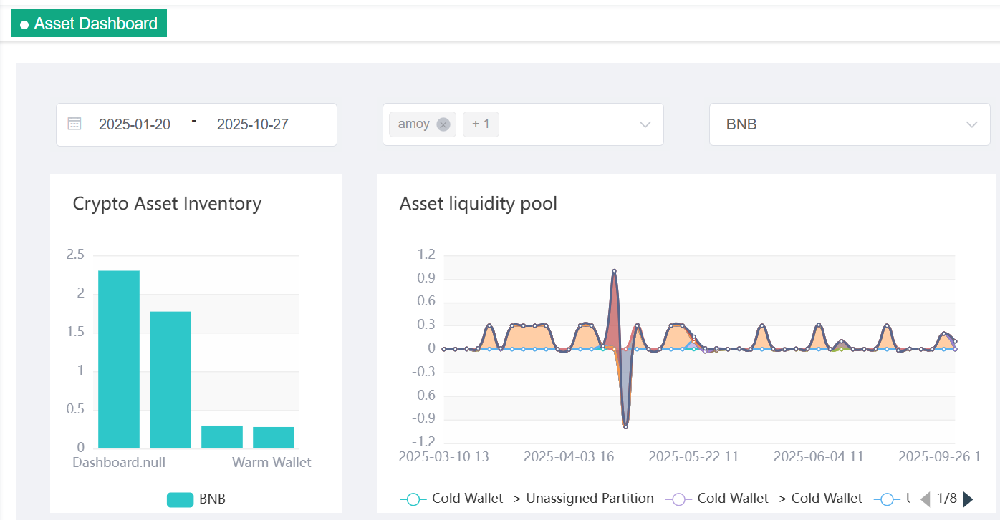 Asset Dashboard
2025-01-20 - 2025-10-27
amoy + 1
BNB
Crypto Asset Inventory
2.5
2
1.5
1
0.5
0
Dashboard.null Warm Wallet
BNB
Asset liquidity pool
1.2
0.9
0.6
0.3
0
-0.3
-0.6
-0.9
-1.2
2025-03-10 13 2025-04-03 16 2025-05-22 11 2025-06-04 11 2025-09-26 1
Cold Wallet -> Unassigned Partition Cold Wallet -> Cold Wallet 1/8